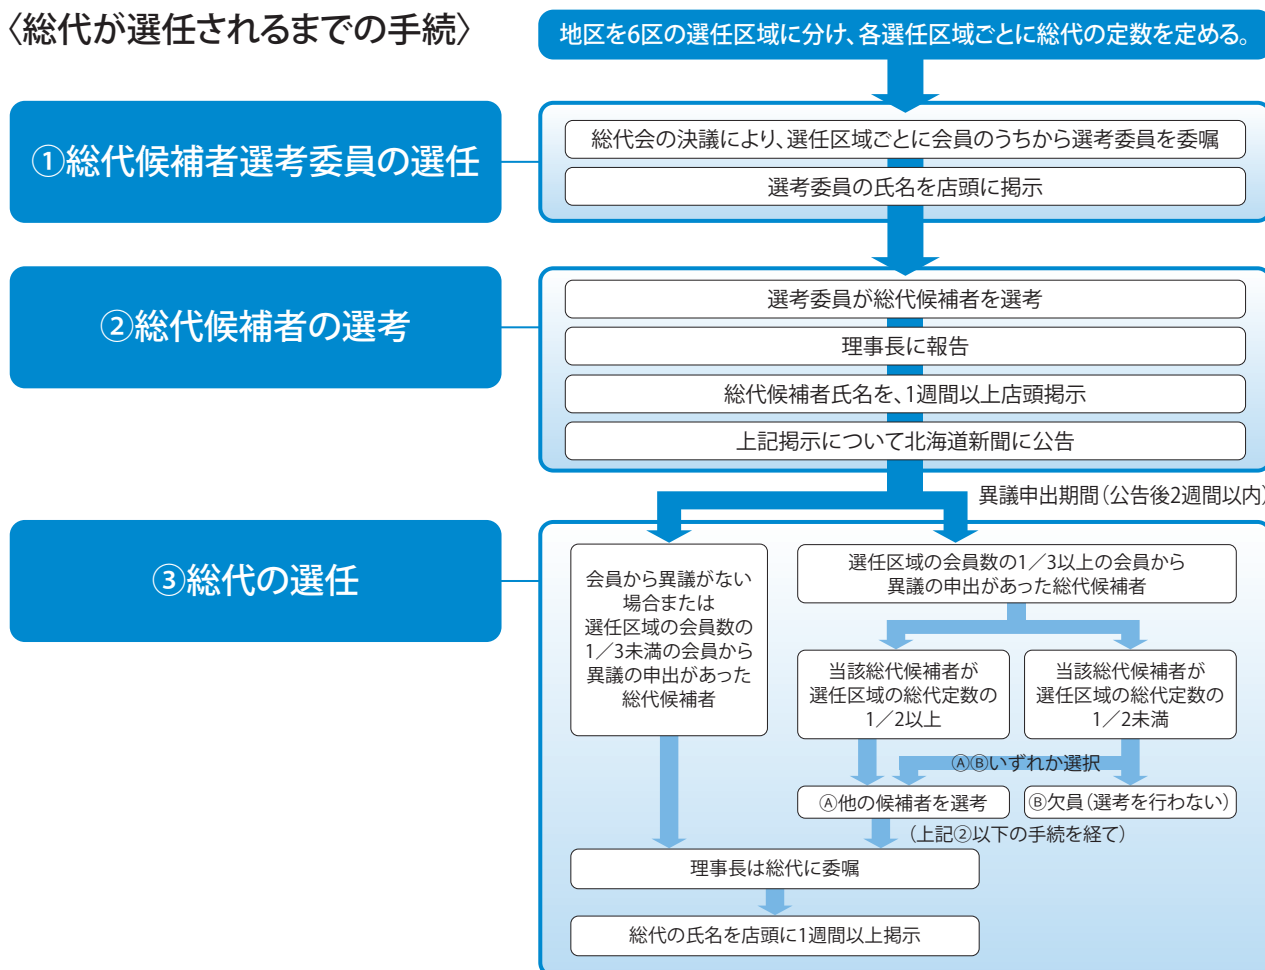 〈総代が選任されるまでの手続〉
地区を6区の選任区域に分け、各選任区域ごとに総代の定数を定める。
①総代候補者選考委員の選任
総代会の決議により、選任区域ごとに会員のうちから選考委員を委嘱
選考委員の氏名を店頭に掲示
②総代候補者の選考
選考委員が総代候補者を選考
理事長に報告
総代候補者氏名を、1週間以上店頭掲示
上記掲示について北海道新聞に公告
異議申出期間(公告後2週間以内)
③総代の選任
会員から異議がない
場合または
選任区域の会員数の
1/3未満の会員から
異議の申出があった
総代候補者
選任区域の会員数の1/3以上の会員から
異議の申出があった総代候補者
当該総代候補者が
選任区域の総代定数の
1/2以上
当該総代候補者が
選任区域の総代定数の
1/2未満
ⒶⒷいずれか選択
Ⓐ他の候補者を選考
Ⓑ欠員(選考を行わない)
(上記②以下の手続を経て)
理事長は総代に委嘱
総代の氏名を店頭に1週間以上掲示